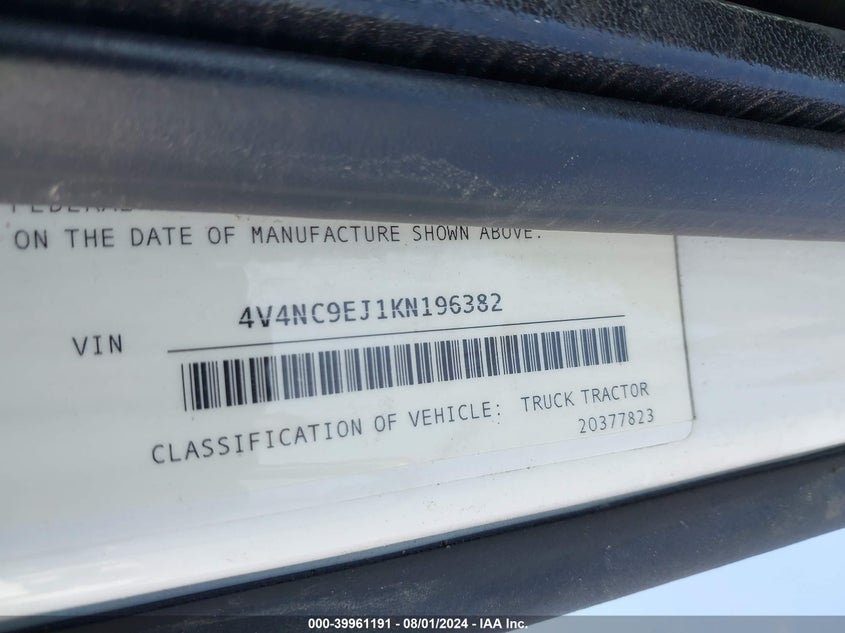 ON THE DATE OF MANUFACTURE SHOWN ABOVE.
VIN 4V4NC9EJ1KN196382
CLASSIFICATION OF VEHICLE: TRUCK TRACTOR
20377823
000-39961191 - 08/01/2024 - IAA Inc.